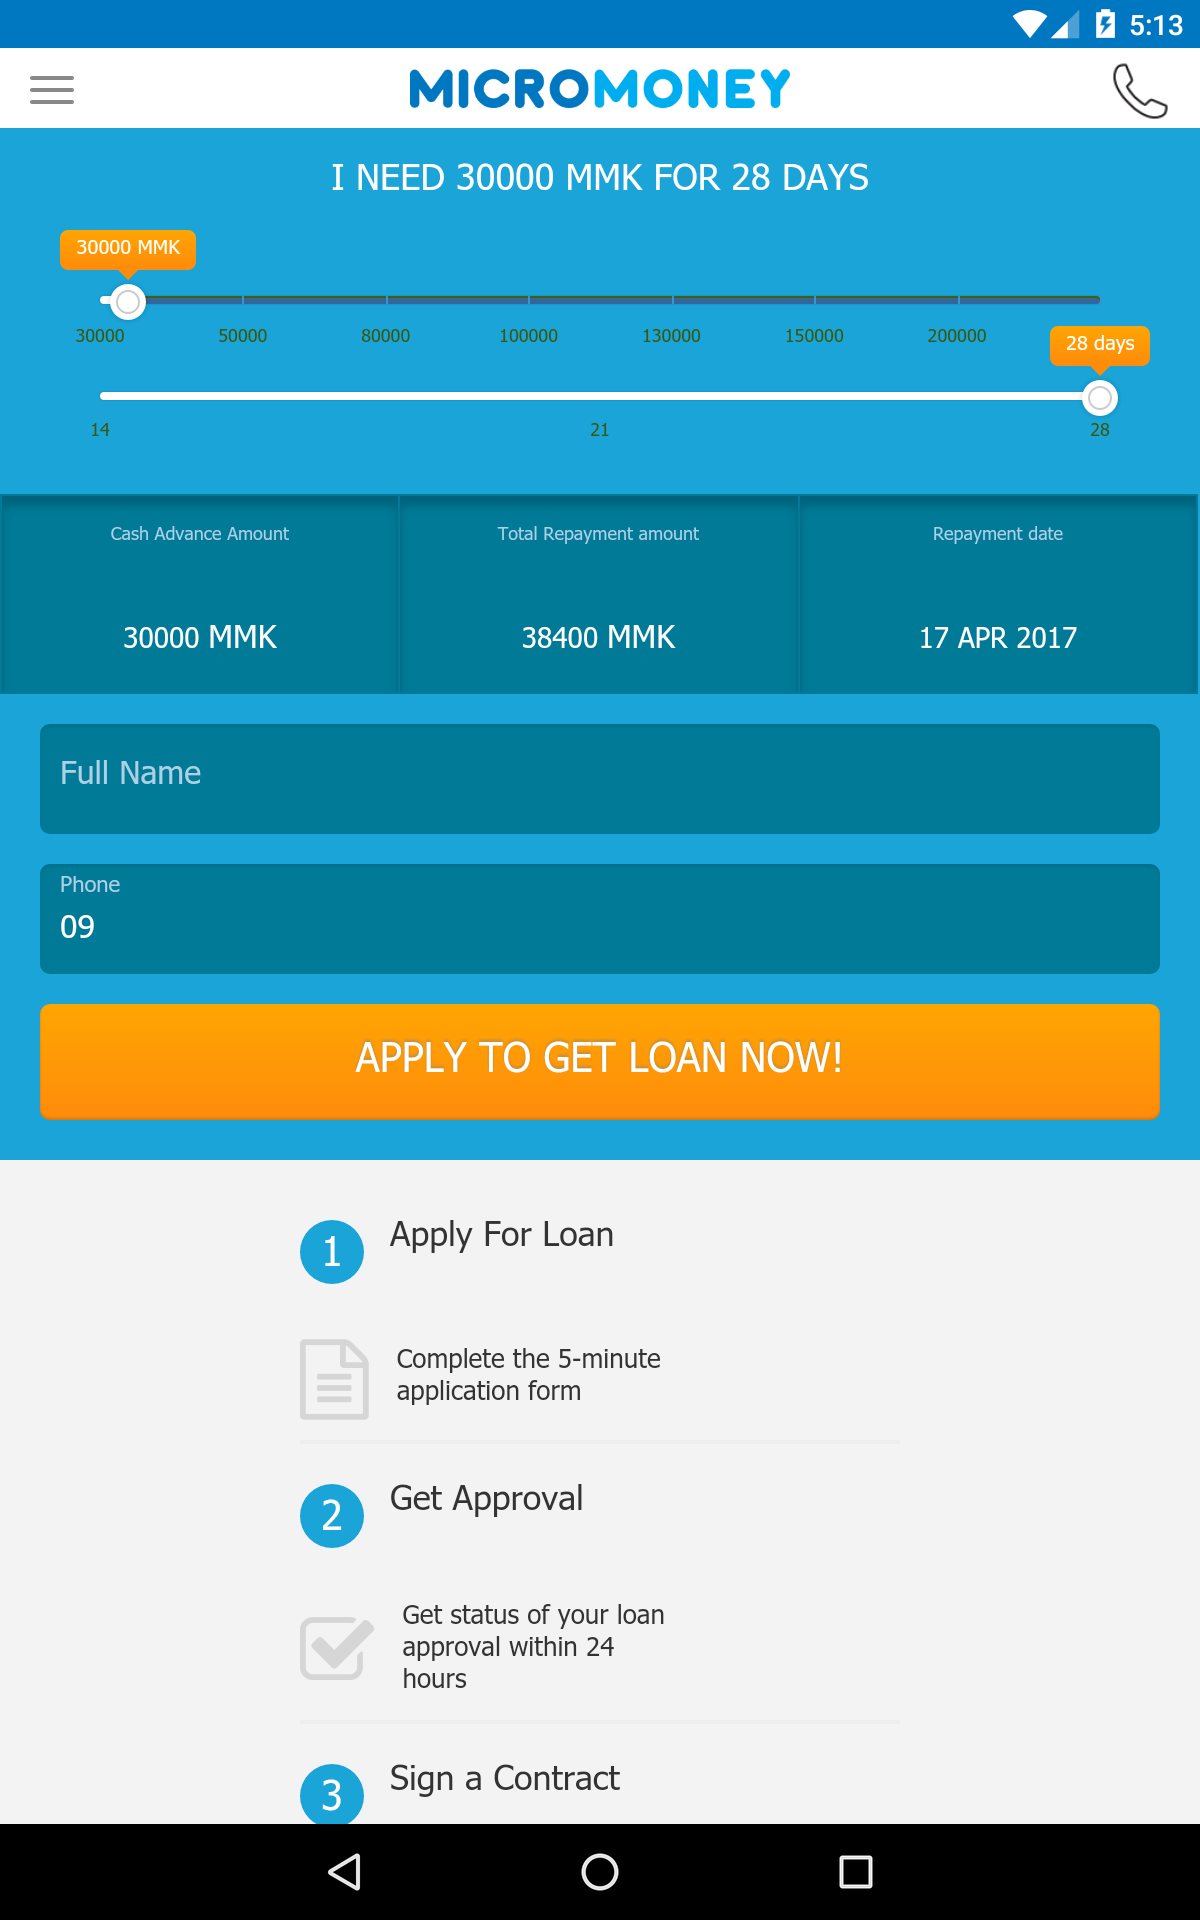 5:13
MICROMONEY
I NEED 30000 MMK FOR 28 DAYS
30000 MMK
30000 50000 80000 100000 130000 150000 200000
28 days
14 21 28
Cash Advance Amount
30000 MMK
Total Repayment amount
38400 MMK
Repayment date
17 APR 2017
Full Name
Phone
09
APPLY TO GET LOAN NOW!
1 Apply For Loan
Complete the 5-minute
application form
2 Get Approval
Get status of your loan
approval within 24
hours
3 Sign a Contract